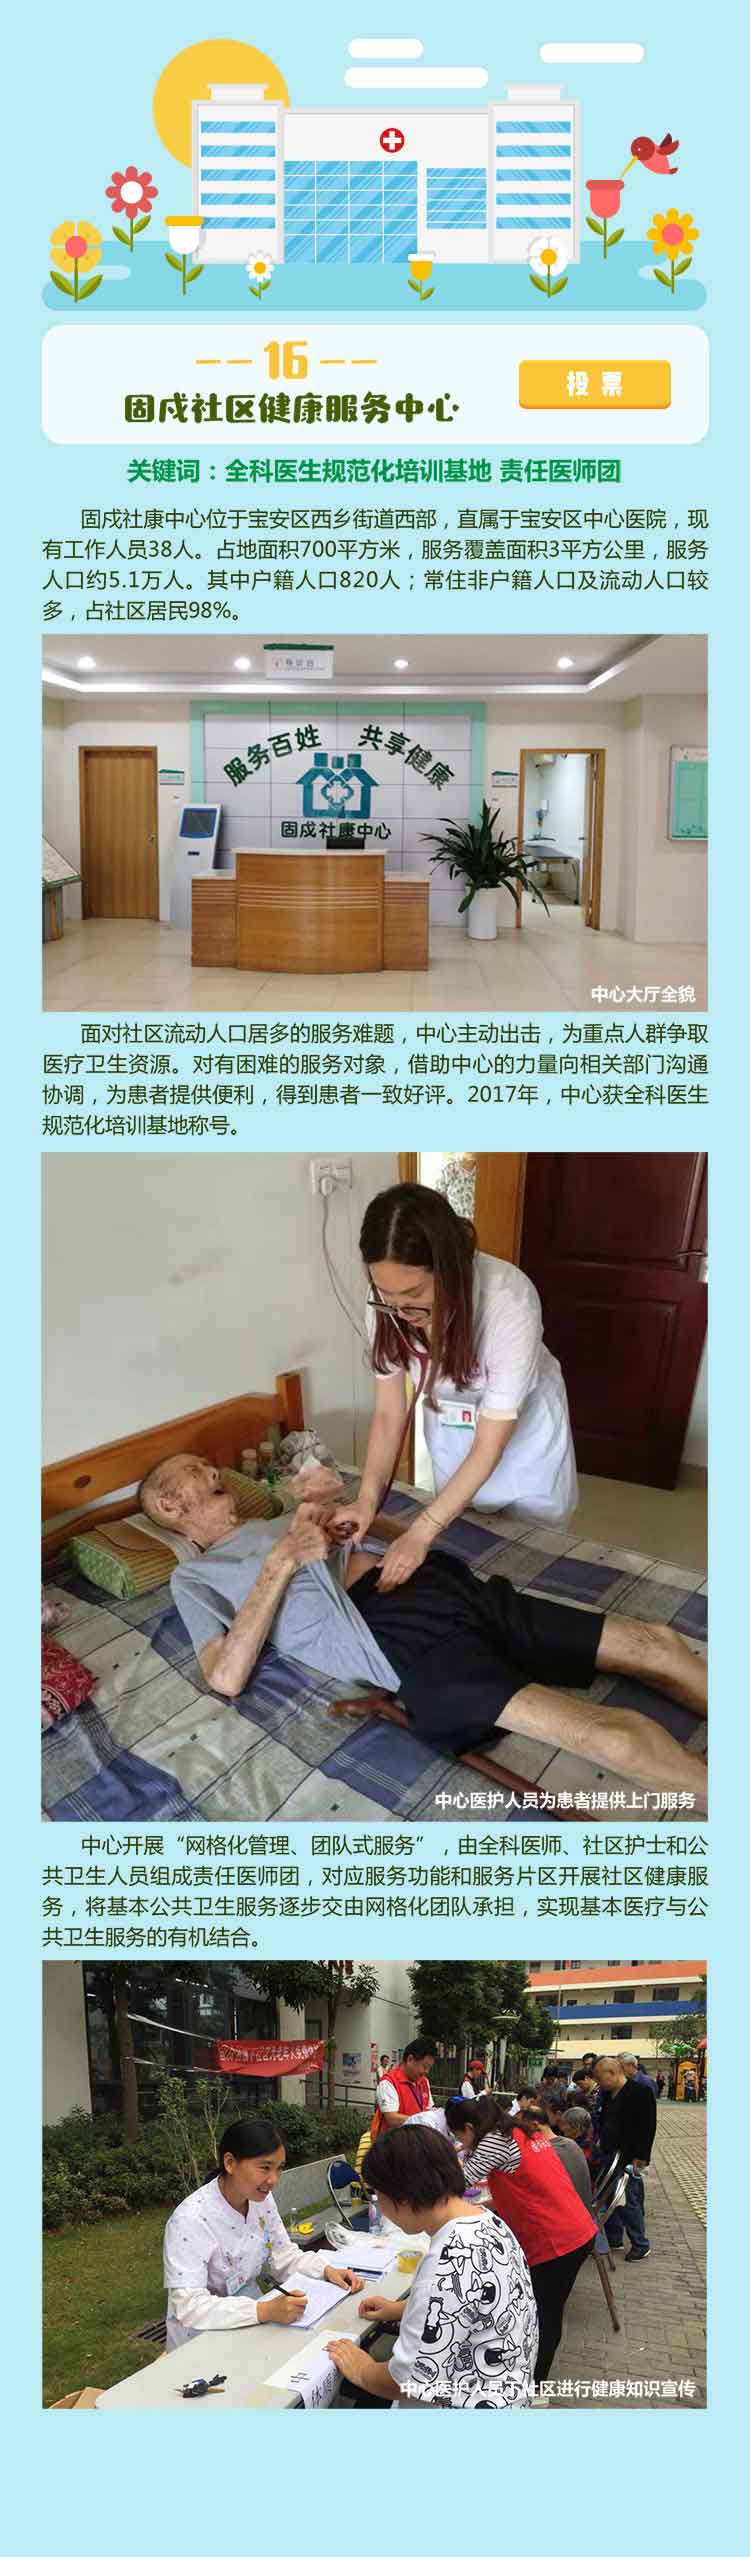 --16--
固戍社区健康服务中心
投票
关键词：全科医生规范化培训基地 责任医师团
固戍社康中心位于宝安区西乡街道西部，直属于宝安区中心医院，现
有工作人员38人。占地面积700平方米，服务覆盖面积3平方公里，服务
人口约5.1万人。其中户籍人口820人；常住非户籍人口及流动人口较
多，占社区居民98%。
服务百姓 共享健康
固戍社康中心
中心大厅全貌
面对社区流动人口居多的服务难题，中心主动出击，为重点人群争取
医疗卫生资源。对有困难的服务对象，借助中心的力量向相关部门沟通
协调，为患者提供便利，得到患者一致好评。2017年，中心获全科医生
规范化培训基地称号。
中心医护人员为患者提供上门服务
中心开展“网格化管理、团队式服务”，由全科医师、社区护士和公
共卫生人员组成责任医师团，对应服务功能和服务片区开展社区健康服
务，将基本公共卫生服务逐步交由网格化团队承担，实现基本医疗与公
共卫生服务的有机结合。
中心医护人员下社区进行健康知识宣传